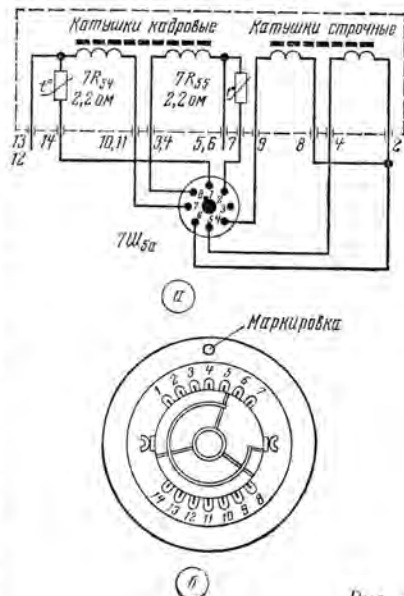 Катушки кадровые Катушки строчные
t° 7R54 7R55 t°
2,2 ом 2,2 ом
13 14 10,11 3,4 5,6 7 9 8 4 2
12
7Ш5а
а
Маркировка
1 2 3 4 5 6 7
14 13 12 11 10 9 8
б